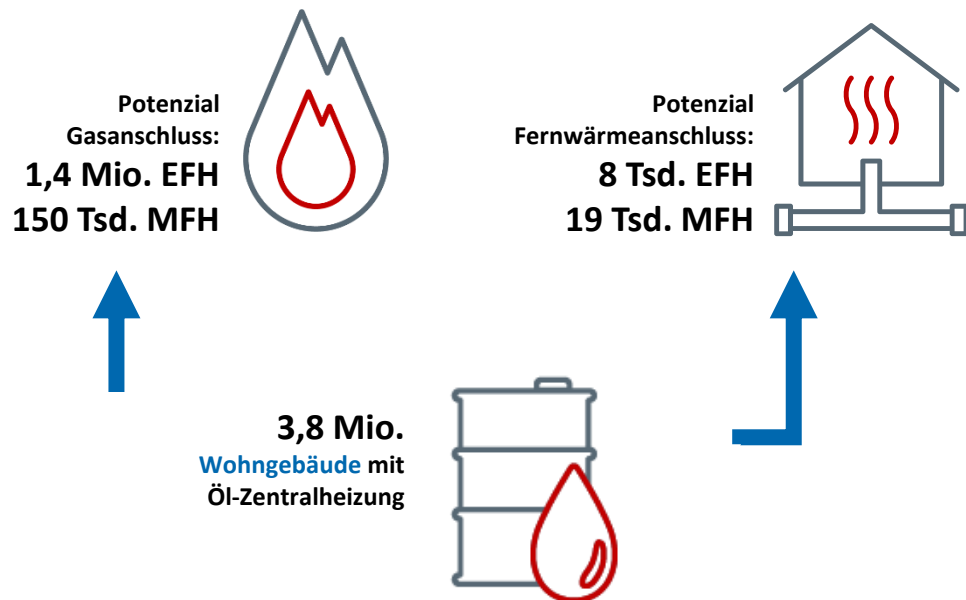 Potenzial
Gasanschluss:
1,4 Mio. EFH
150 Tsd. MFH
Potenzial
Fernwärmeanschluss:
8 Tsd. EFH
19 Tsd. MFH
3,8 Mio.
Wohngebäude mit
Öl-Zentralheizung